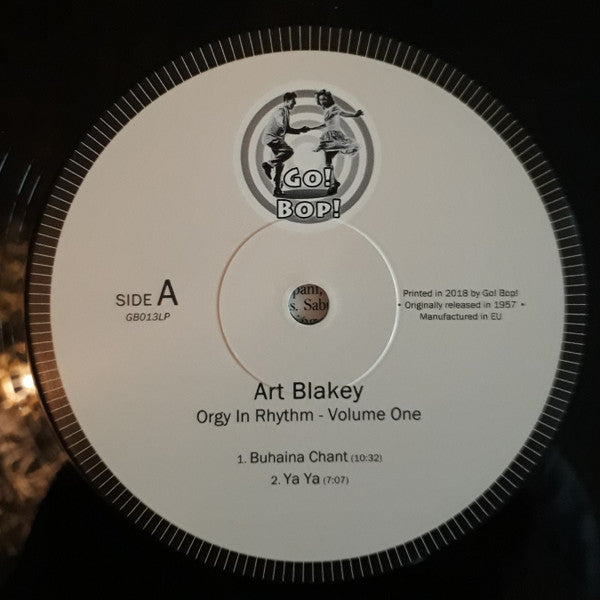 GO!
BOP!
SIDE A
GB013LP
Printed in 2018 by Go! Bop!
• Originally released in 1957 •
Manufactured in EU
Art Blakey
Orgy In Rhythm - Volume One
1. Buhaina Chant (10:32)
2. Ya Ya (7:07)